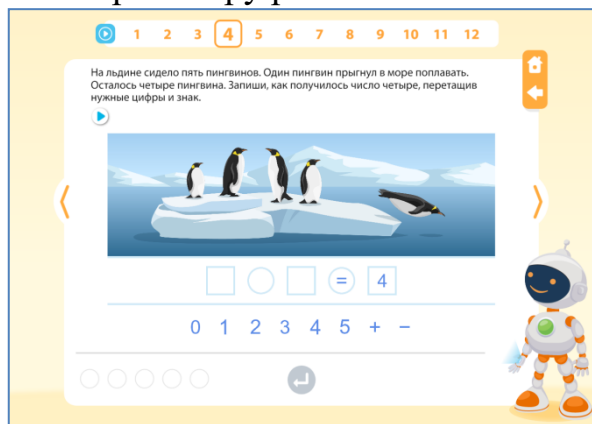 1 2 3 4 5 6 7 8 9 10 11 12
На льдине сидело пять пингвинов. Один пингвин прыгнул в море поплавать.
Осталось четыре пингвина. Запиши, как получилось число четыре, перетащив
нужные цифры и знак.
= 4
0 1 2 3 4 5 + −